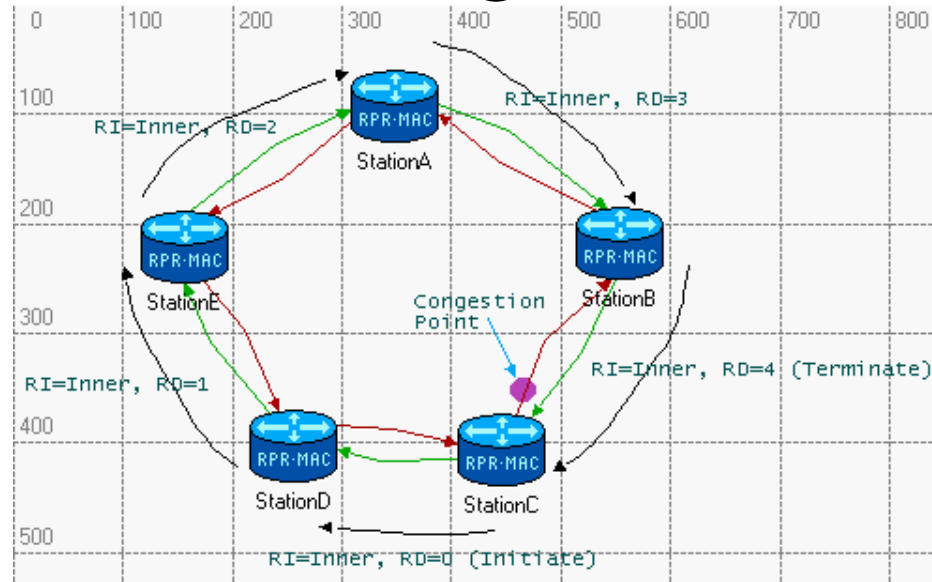 0 100 200 300 400 500 600 700 800
100
RI=Inner, RD=3
RI=Inner, RD=2
RPR-MAC
StationA
200
RPR-MAC
RPR-MAC
StationE
StationB
Congestion
Point
300
RI=Inner, RD=4 (Terminate)
RI=Inner, RD=1
400
RPR-MAC
RPR-MAC
StationD
StationC
500
RI=Inner, RD=0 (Initiate)